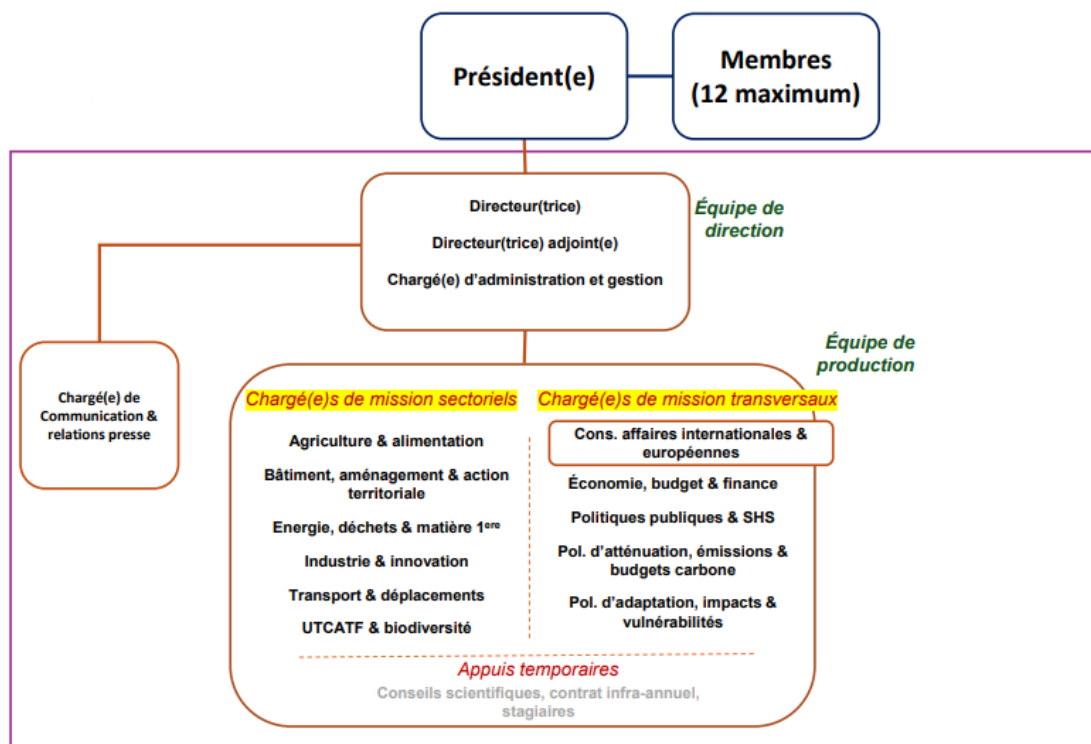 Président(e)
Membres
(12 maximum)
Directeur(trice)
Directeur(trice) adjoint(e)
Chargé(e) d'administration et gestion
Équipe de
direction
Équipe de
production
Chargé(e) de
Communication &
relations presse
Chargé(e)s de mission sectoriels
Agriculture & alimentation
Bâtiment, aménagement & action
territoriale
Energie, déchets & matière 1ere
Industrie & innovation
Transport & déplacements
UTCATF & biodiversité
Chargé(e)s de mission transversaux
Cons. affaires internationales &
européennes
Économie, budget & finance
Politiques publiques & SHS
Pol. d'atténuation, émissions &
budgets carbone
Pol. d'adaptation, impacts &
vulnérabilités
Appuis temporaires
Conseils scientifiques, contrat infra-annuel,
stagiaires